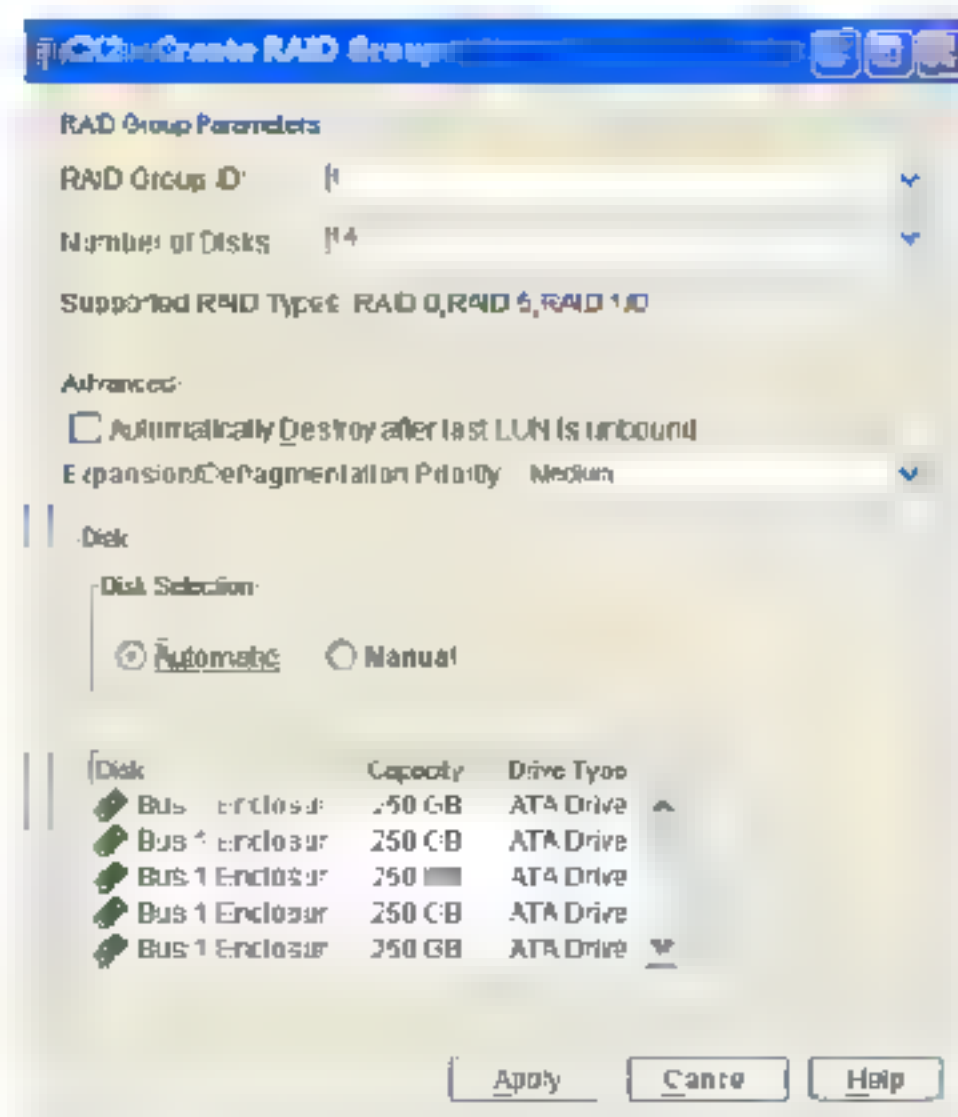 Create RAID Group
RAID Group Parameters
RAID Group ID:
Number of Disks 14
Supported RAID Types: RAID 0,RAID 5,RAID 1/0
Advanced
Automatically Destroy after last LUN is unbound
Expansion/Defragmentation Priority Medium
Disk
Disk Selection
Automatic Manual
Disk Capacity Drive Type
Bus Enclosur 250 GB ATA Drive
Bus 1 Enclosur 250 GB ATA Drive
Bus 1 Enclosur 250 ATA Drive
Bus 1 Enclosur 250 GB ATA Drive
Bus 1 Enclosur 250 GB ATA Drive
Apply Cance Help